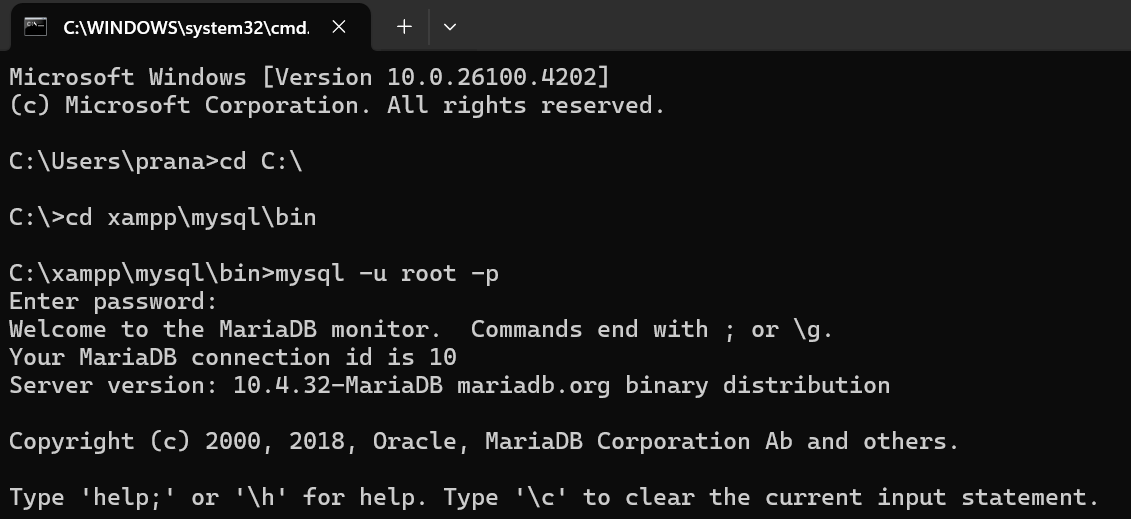 C:\WINDOWS\system32\cmd.
Microsoft Windows [Version 10.0.26100.4202]
(c) Microsoft Corporation. All rights reserved.
C:\Users\prana>cd C:\
C:\>cd xampp\mysql\bin
C:\xampp\mysql\bin>mysql -u root -p
Enter password:
Welcome to the MariaDB monitor.  Commands end with ; or \g.
Your MariaDB connection id is 10
Server version: 10.4.32-MariaDB mariadb.org binary distribution
Copyright (c) 2000, 2018, Oracle, MariaDB Corporation Ab and others.
Type 'help;' or '\h' for help. Type '\c' to clear the current input statement.